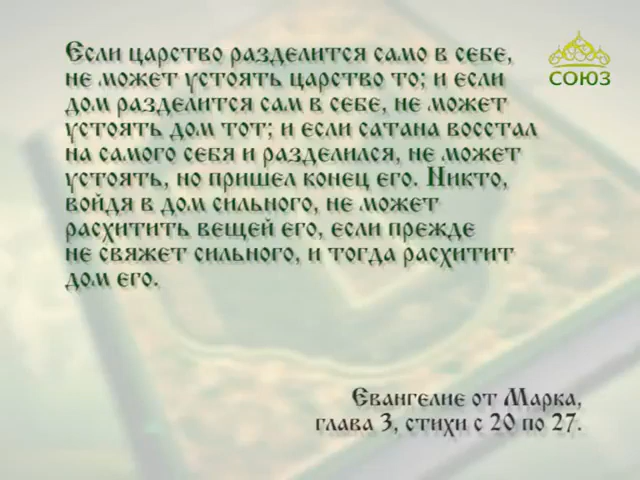 Если царство разделится само в себе,
не может устоять царство то; и если
дом разделится сам в себе, не может
устоять дом тот; и если сатана восстал
на самого себя и разделился, не может
устоять, но пришел конец его. Никто,
войдя в дом сильного, не может
расхитить вещей его, если прежде
не свяжет сильного, и тогда расхитит
дом его.
СОЮЗ
Евангелие от Марка,
глава 3, стихи с 20 по 27.